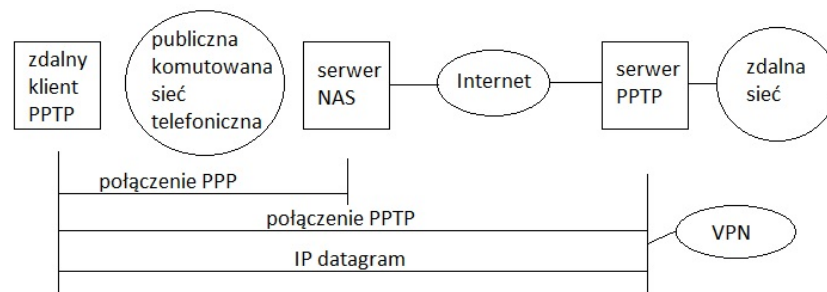 zdalny
klient
PPTP
publiczna
komutowana
sieć
telefoniczna
serwer
NAS
Internet
serwer
PPTP
zdalna
sieć
połączenie PPP
połączenie PPTP
VPN
IP datagram